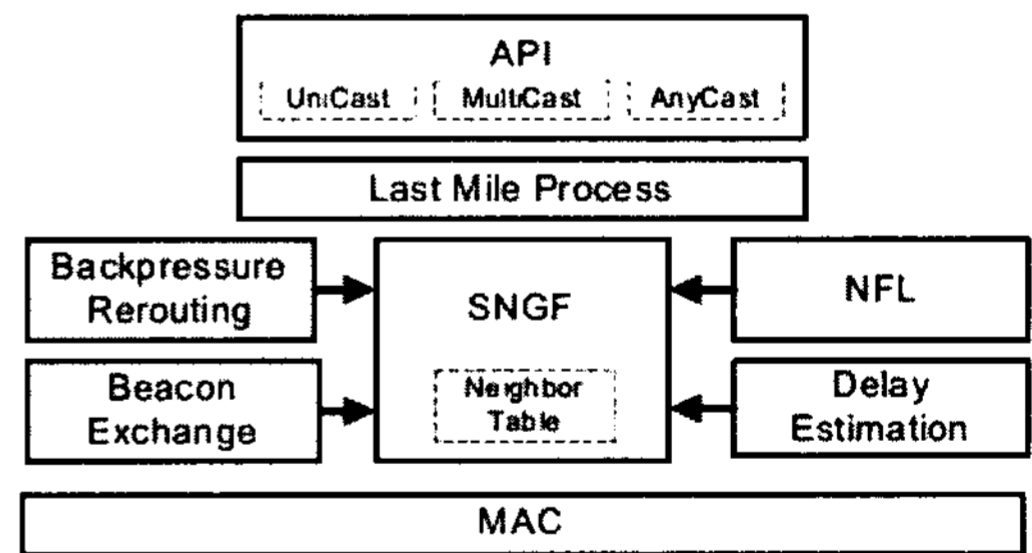 API
UniCast MultiCast AnyCast
Last Mile Process
Backpressure
Rerouting
SNGF
NFL
Beacon
Exchange
Neighbor
Table
Delay
Estimation
MAC